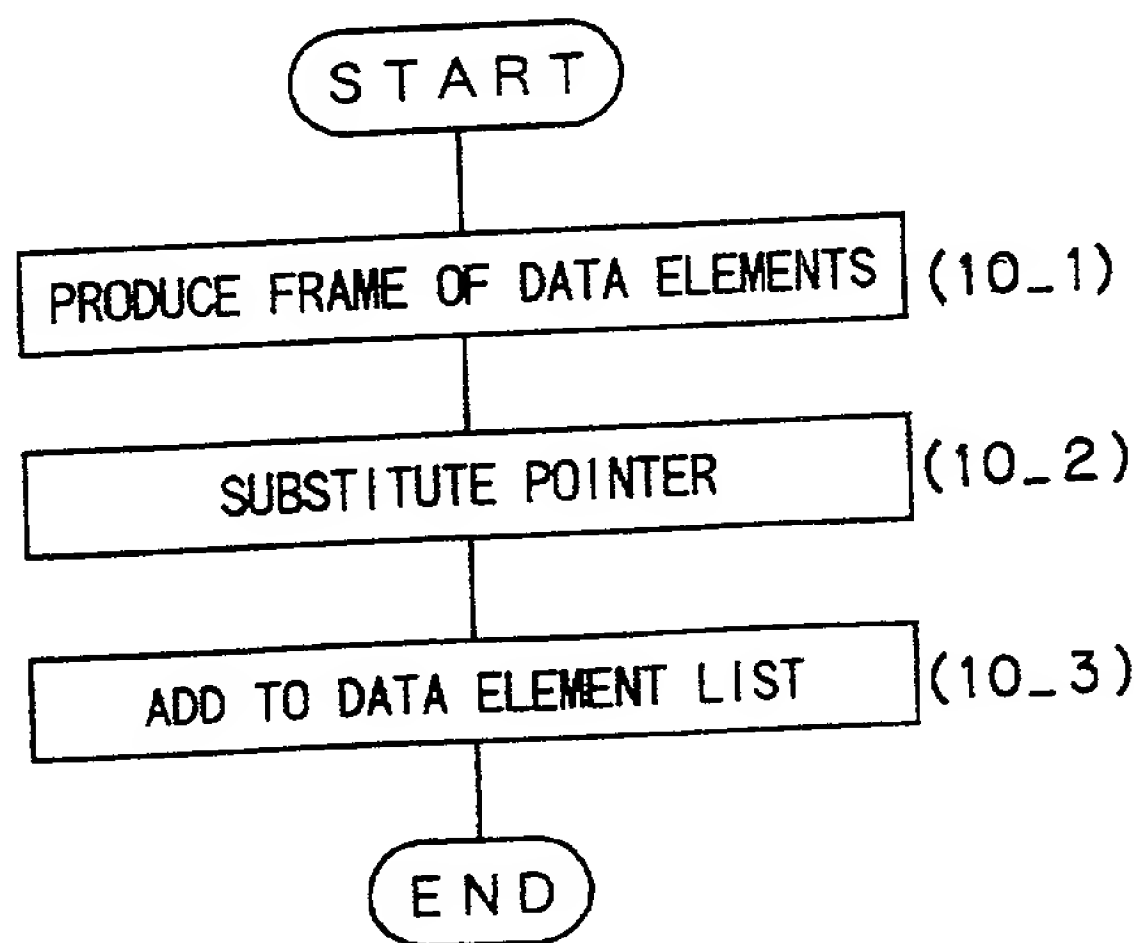 START
PRODUCE FRAME OF DATA ELEMENTS (10_1)
SUBSTITUTE POINTER (10_2)
ADD TO DATA ELEMENT LIST (10_3)
END